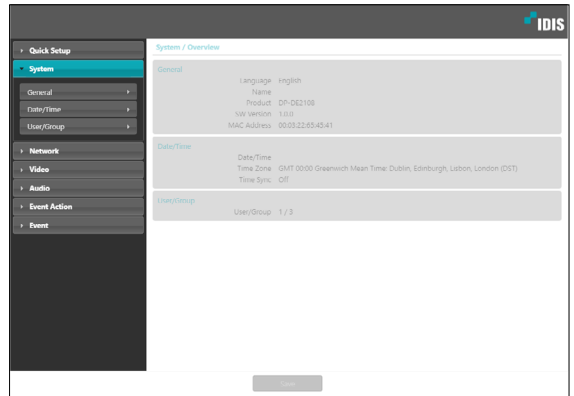 IDIS
Quick Setup
System
General
Date/Time
User/Group
Network
Video
Audio
Event Action
Event
System / Overview
General
Language English
Name
Product DP-DE2108
SW Version 1.0.0
MAC Address 00:03:22:65:45:41
Date/Time
Date/Time
Time Zone GMT 00:00 Greenwich Mean Time: Dublin, Edinburgh, Lisbon, London (DST)
Time Sync. Off
User/Group
User/Group 1 / 3
Save